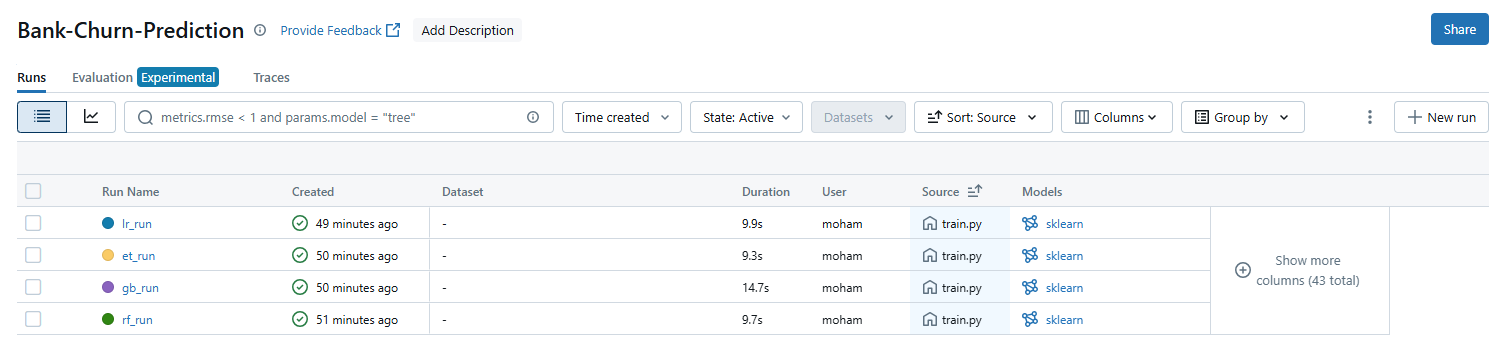 Bank-Churn-Prediction Provide Feedback Add Description Share
Runs Evaluation Experimental Traces
metrics.rmse < 1 and params.model = "tree" Time created State: Active Datasets Sort: Source Columns Group by New run
Run Name Created Dataset Duration User Source Models
lr_run 49 minutes ago - 9.9s moham train.py sklearn
et_run 50 minutes ago - 9.3s moham train.py sklearn
Show more
columns (43 total)
gb_run 50 minutes ago - 14.7s moham train.py sklearn
rf_run 51 minutes ago - 9.7s moham train.py sklearn